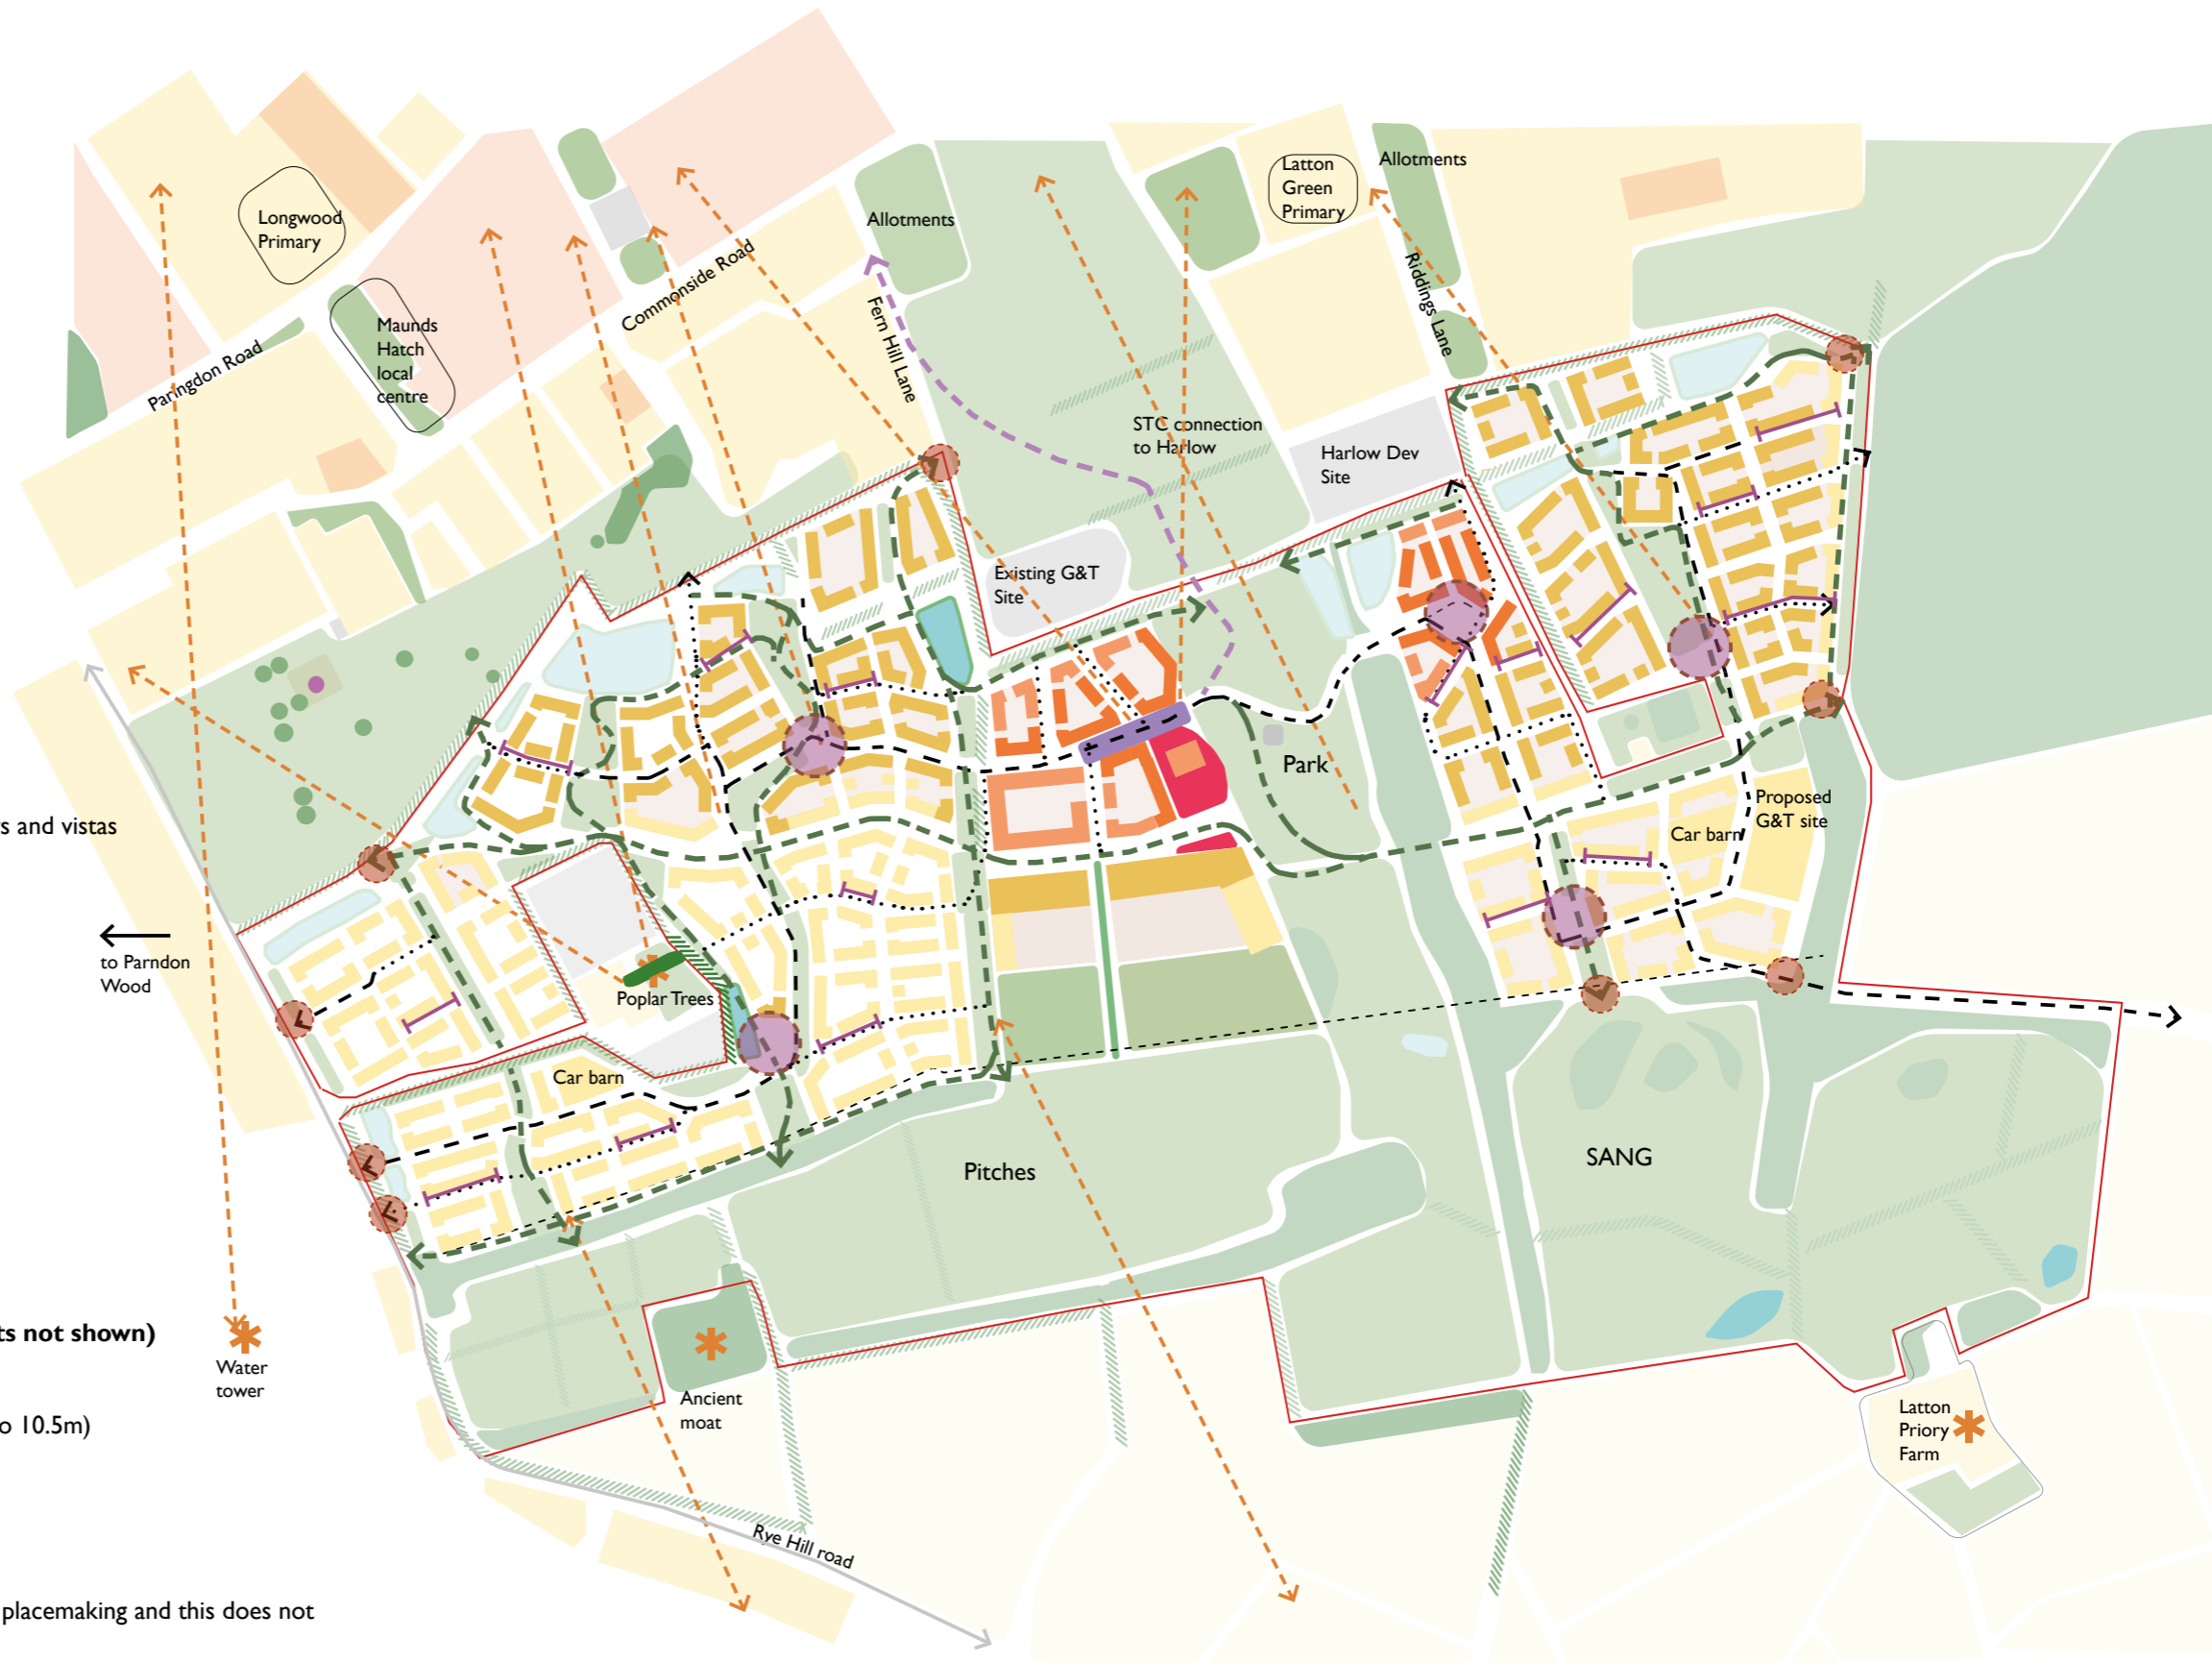 Longwood
Primary
Maunds
Hatch
local
centre
Paringdon Road
Commonside Road
Allotments
Fern Hill Lane
Latton
Green
Primary
Allotments
Riddings Lane
STC connection
to Harlow
Harlow Dev
Site
Existing G&T
Site
Park
Proposed
G&T site
Car barn
s and vistas
to Parndon
Wood
Poplar Trees
Car barn
Pitches
SANG
ts not shown)
Water
tower
Ancient
moat
o 10.5m)
Latton
Priory
Farm
Rye Hill road
placemaking and this does not